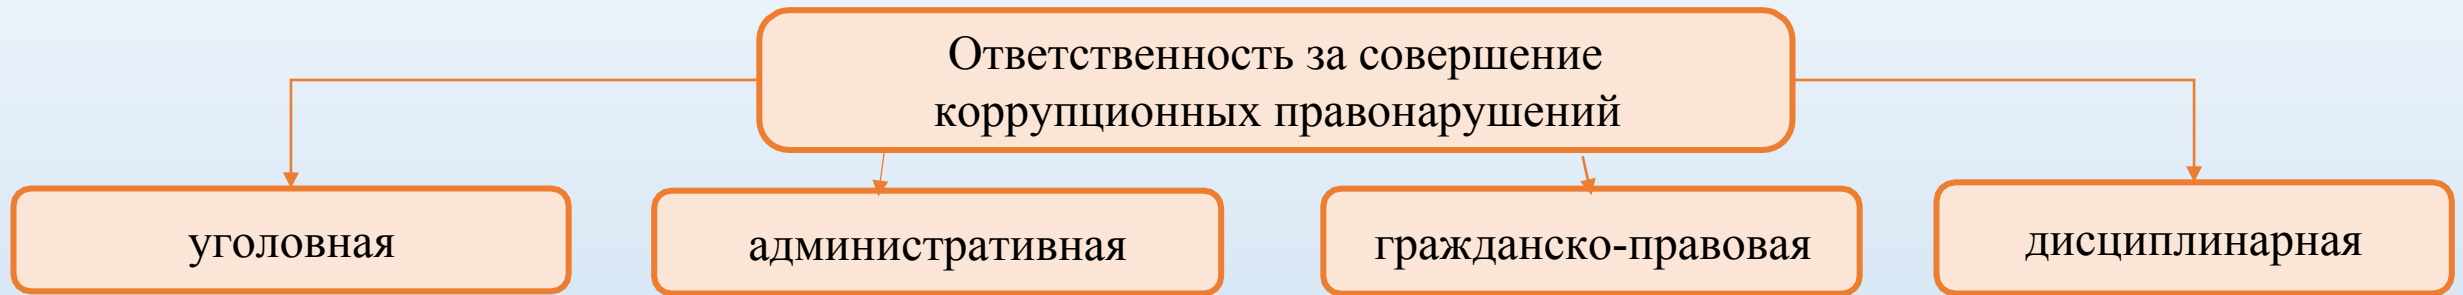 Ответственность за совершение
коррупционных правонарушений
уголовная
административная
гражданско-правовая
дисциплинарная